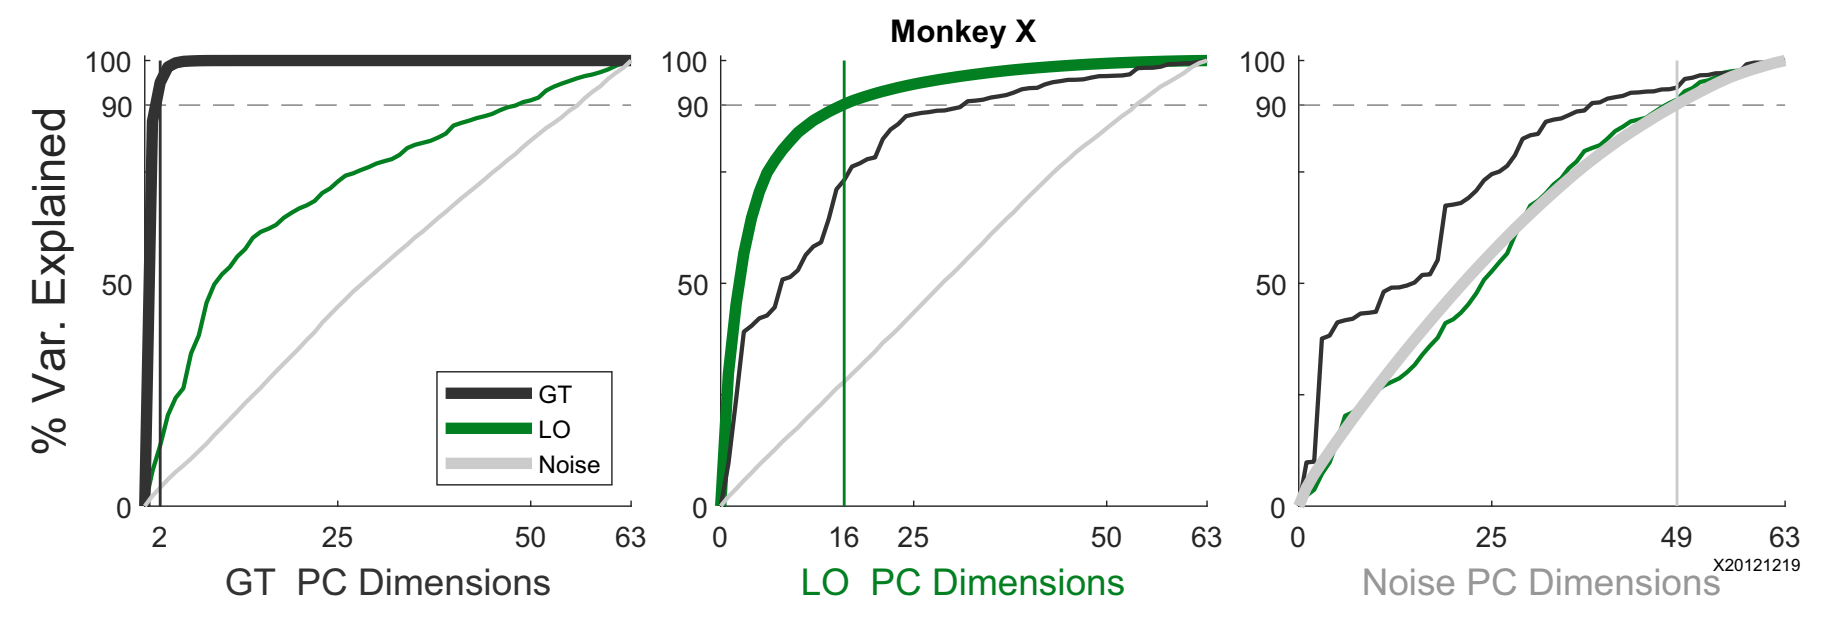 Monkey X
% Var. Explained
100
90
50
0
2
25
50
63
GT PC Dimensions
GT
LO
Noise
100
90
50
0
0
16
25
50
63
LO PC Dimensions
100
90
50
0
0
25
49
63
Noise PC Dimensions
X20121219